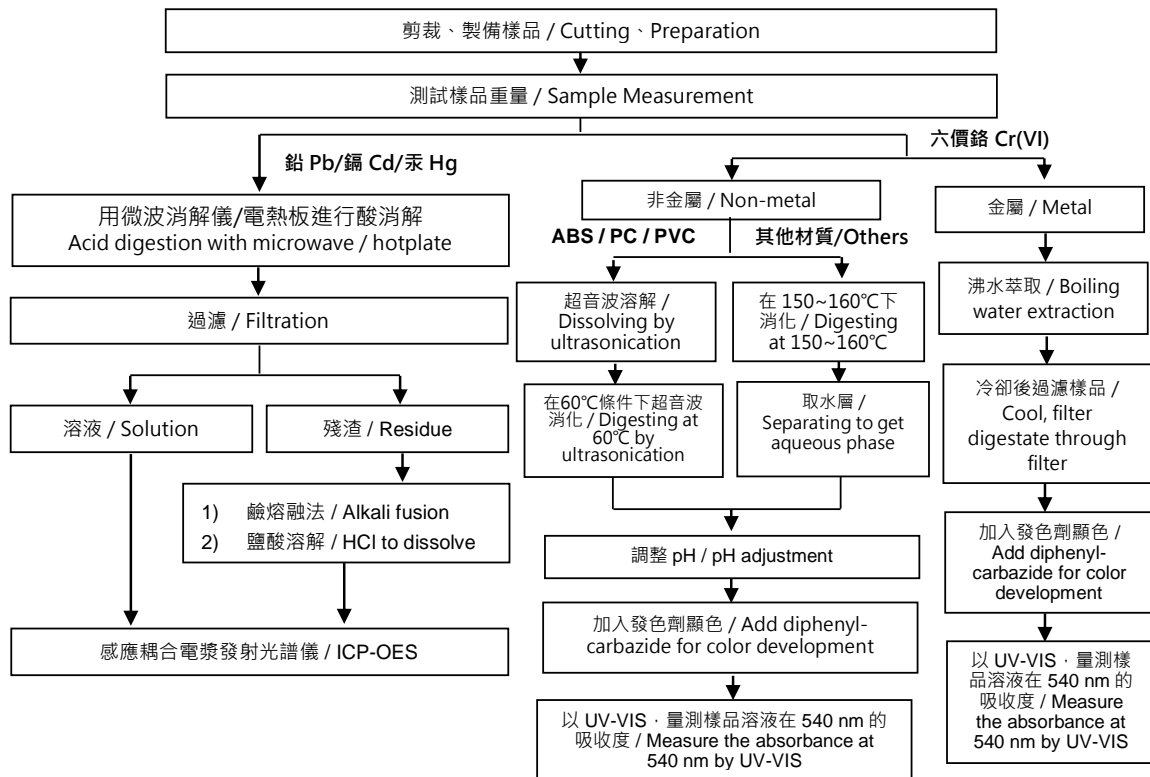 剪裁、製備樣品 / Cutting、Preparation
測試樣品重量 / Sample Measurement
鉛 Pb/鎘 Cd/汞 Hg
六價鉻 Cr(VI)
用微波消解儀/電熱板進行酸消解
Acid digestion with microwave / hotplate
過濾 / Filtration
溶液 / Solution
殘渣 / Residue
1) 鹼熔融法 / Alkali fusion
2) 鹽酸溶解 / HCl to dissolve
感應耦合電漿發射光譜儀 / ICP-OES
非金屬 / Non-metal
ABS / PC / PVC
其他材質/Others
超音波溶解 /
Dissolving by
ultrasonication
在60℃條件下超音波
消化 / Digesting at
60℃ by
ultrasonication
在 150~160℃下
消化 / Digesting
at 150~160℃
取水層 /
Separating to get
aqueous phase
調整 pH / pH adjustment
加入發色劑顯色 / Add diphenyl-
carbazide for color development
以 UV-VIS，量測樣品溶液在 540 nm 的
吸收度 / Measure the absorbance at
540 nm by UV-VIS
金屬 / Metal
沸水萃取 / Boiling
water extraction
冷卻後過濾樣品 /
Cool, filter
digestate through
filter
加入發色劑顯色 /
Add diphenyl-
carbazide for color
development
以 UV-VIS，量測樣
品溶液在 540 nm 的
吸收度 / Measure
the absorbance at
540 nm by UV-VIS